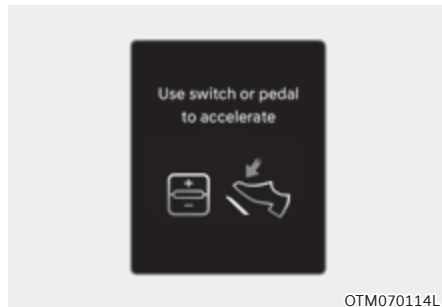 Use switch or pedal
to accelerate
+
−
OTM070114L